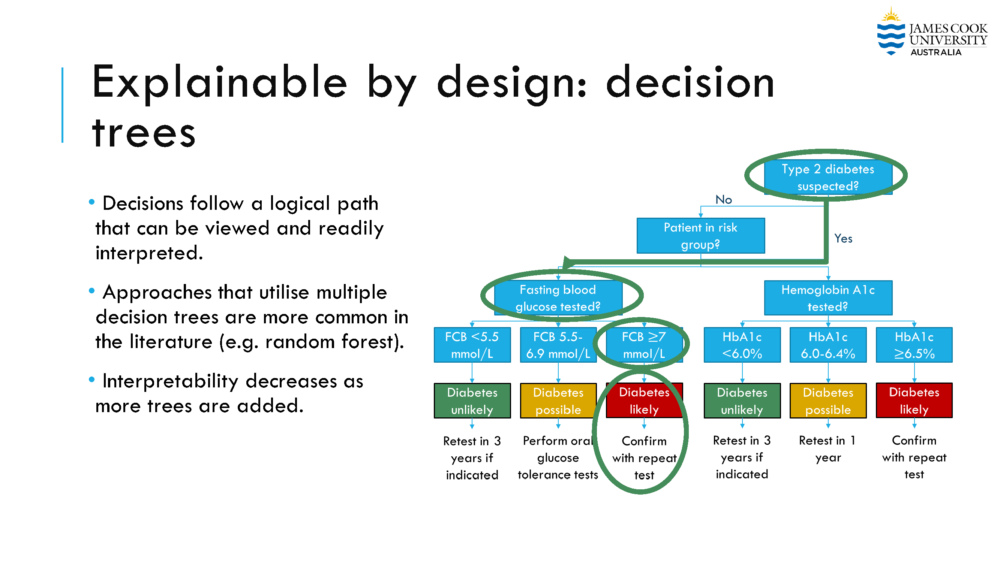 JAMES COOK
UNIVERSITY
AUSTRALIA
Explainable by design: decision
trees
• Decisions follow a logical path
that can be viewed and readily
interpreted.
• Approaches that utilise multiple
decision trees are more common in
the literature (e.g. random forest).
• Interpretability decreases as
more trees are added.
Type 2 diabetes
suspected?
No
Patient in risk
group?
Yes
Fasting blood
glucose tested?
Hemoglobin A1c
tested?
FCB <5.5
mmol/L
FCB 5.5-
6.9 mmol/L
FCB ≥7
mmol/L
HbA1c
<6.0%
HbA1c
6.0-6.4%
HbA1c
≥6.5%
Diabetes
unlikely
Diabetes
possible
Diabetes
likely
Diabetes
unlikely
Diabetes
possible
Diabetes
likely
Retest in 3
years if
indicated
Perform oral
glucose
tolerance tests
Confirm
with repeat
test
Retest in 3
years if
indicated
Retest in 1
year
Confirm
with repeat
test